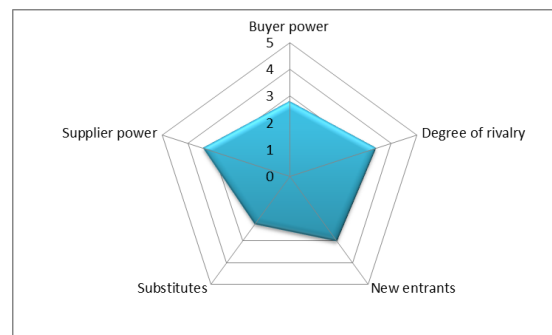 Buyer power
5
4
3
2
1
0
Supplier power
Degree of rivalry
Substitutes
New entrants